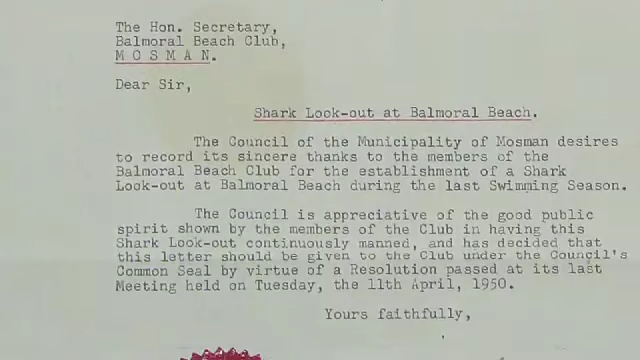 The Hon. Secretary,
Balmoral Beach Club,
M O S M A N.
Dear Sir,
Shark Look-out at Balmoral Beach.
The Council of the Municipality of Mosman desires
to record its sincere thanks to the members of the
Balmoral Beach Club for the establishment of a Shark
Look-out at Balmoral Beach during the last Swimming Season.
The Council is appreciative of the good public
spirit shown by the members of the Club in having this
Shark Look-out continuously manned, and has decided that
this letter should be given to the Club under the Council's
Common Seal by virtue of a Resolution passed at its last
Meeting held on Tuesday, the 11th April, 1950.
Yours faithfully,